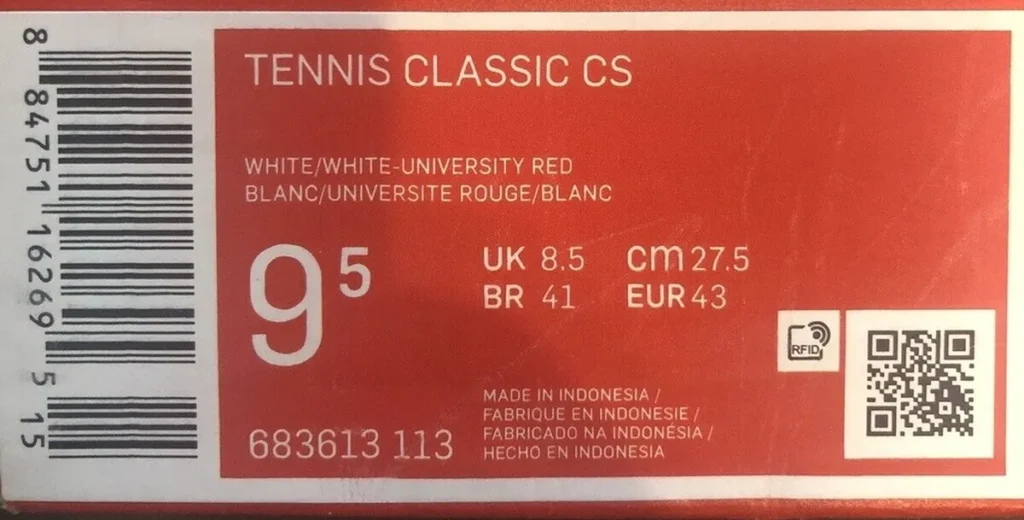 TENNIS CLASSIC CS
WHITE/WHITE-UNIVERSITY RED
BLANC/UNIVERSITE ROUGE/BLANC
9 5
UK 8.5 CM 27.5
BR 41 EUR 43
RFID
683613 113
MADE IN INDONESIA /
FABRIQUE EN INDONESIE /
FABRICADO NA INDONÉSIA /
HECHO EN INDONESIA
8 84751 16269 5 15